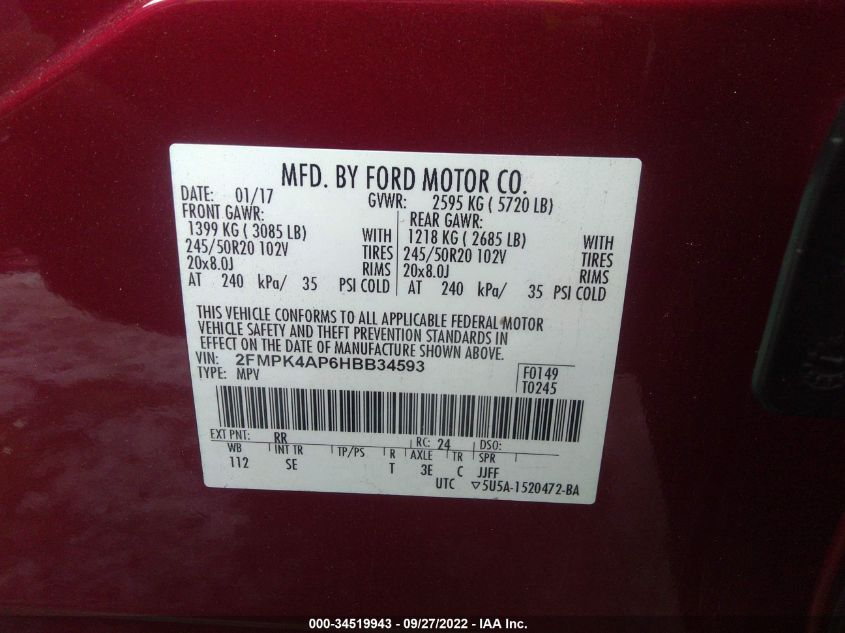 MFD. BY FORD MOTOR CO.
DATE: 01/17 GVWR: 2595 KG ( 5720 LB)
FRONT GAWR: REAR GAWR:
1399 KG ( 3085 LB) WITH 1218 KG ( 2685 LB) WITH
245/50R20 102V TIRES 245/50R20 102V TIRES
20x8.0J RIMS 20x8.0J RIMS
AT 240 kPa/ 35 PSI COLD AT 240 kPa/ 35 PSI COLD
THIS VEHICLE CONFORMS TO ALL APPLICABLE FEDERAL MOTOR
VEHICLE SAFETY AND THEFT PREVENTION STANDARDS IN
EFFECT ON THE DATE OF MANUFACTURE SHOWN ABOVE.
VIN: 2FMPK4AP6HBB34593 F0149
TYPE: MPV T0245
EXT PNT: RR RC: 24 DSO:
WB INT TR TP/PS R AXLE TR SPR
112 SE T 3E C JJFF
UTC ▽5U5A-1520472-BA
000-34519943 - 09/27/2022 - IAA Inc.